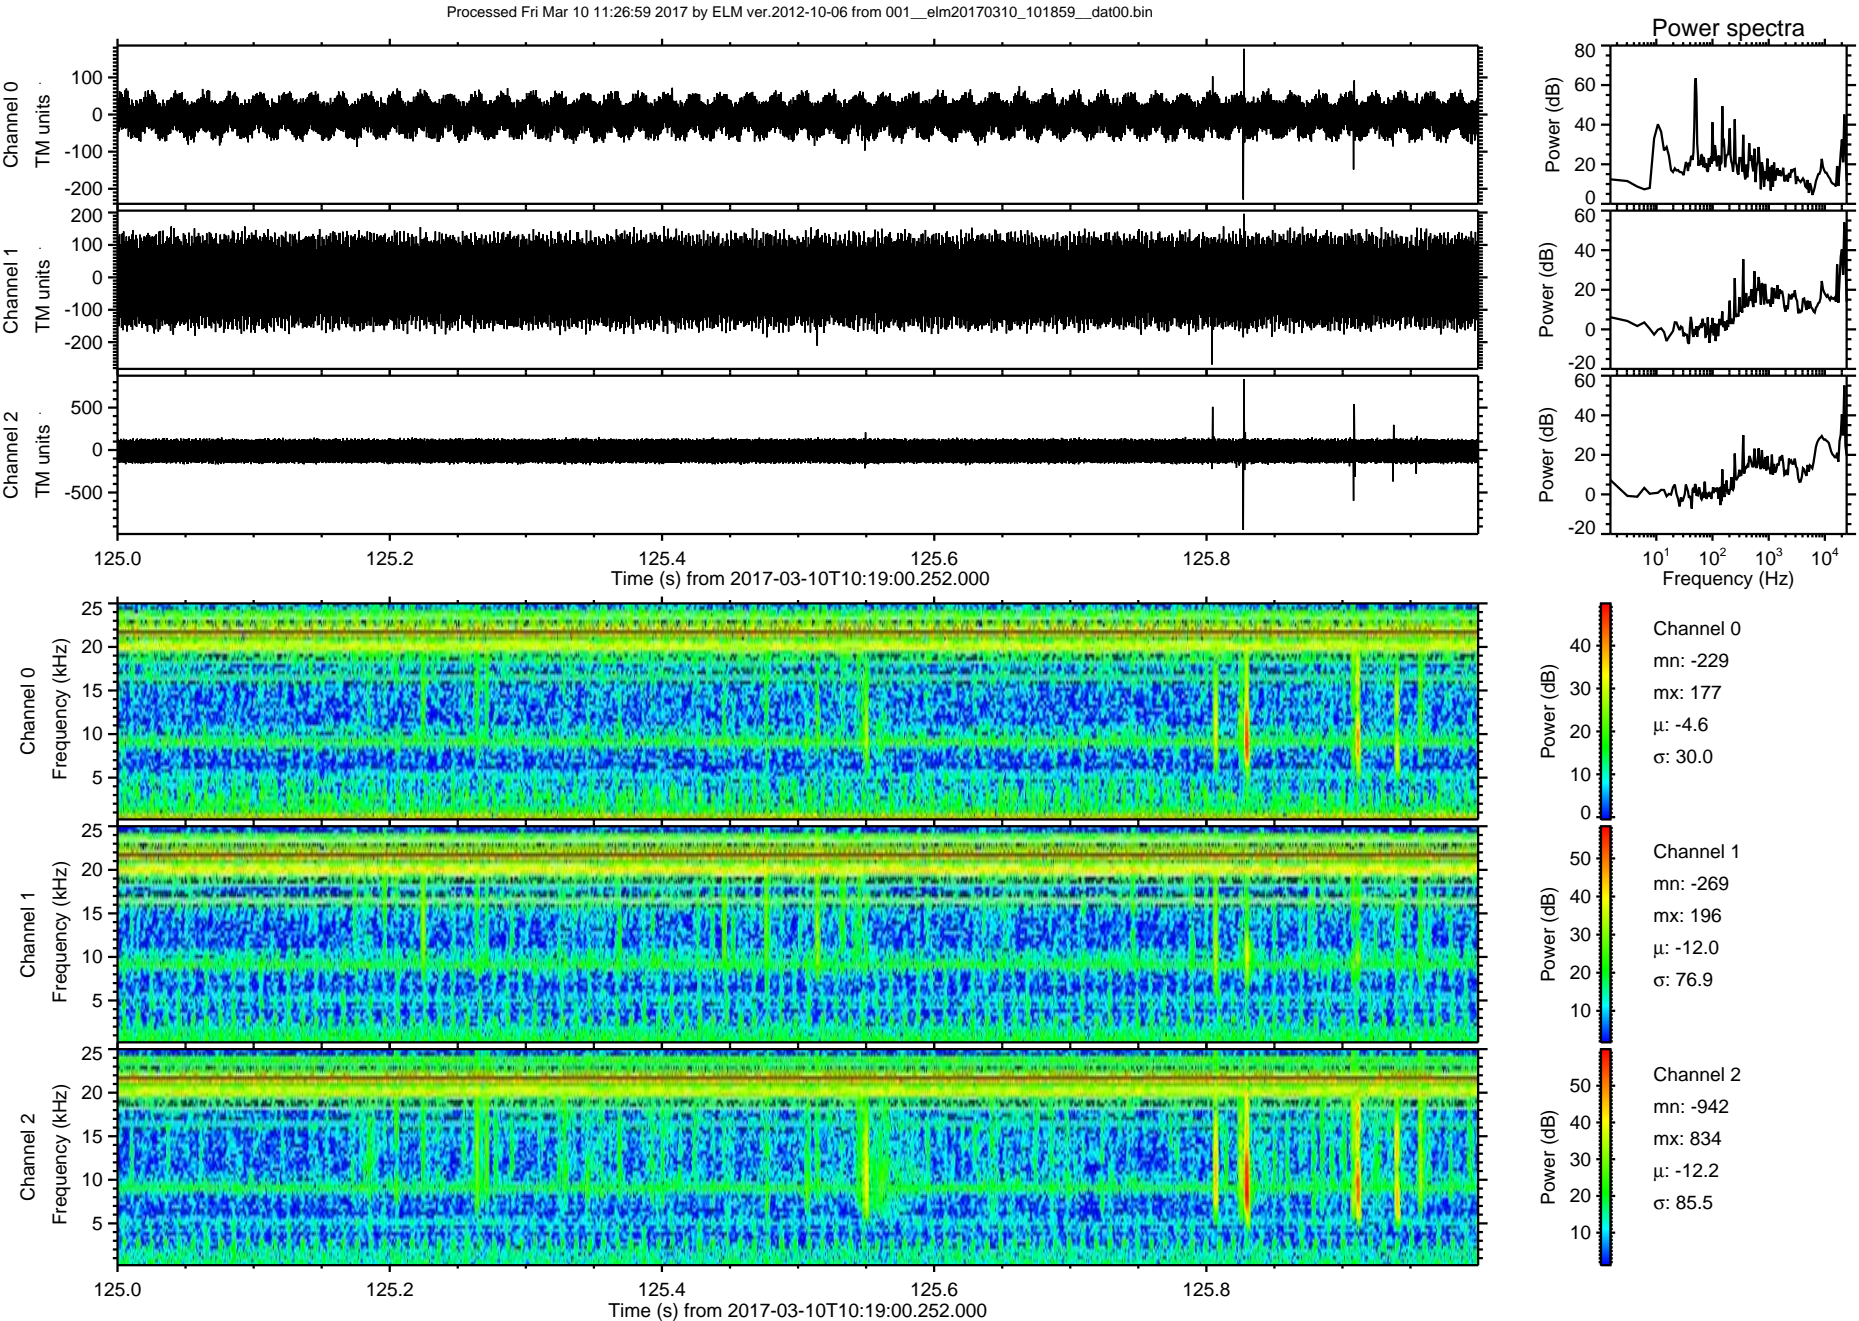 Processed Fri Mar 10 11:26:59 2017 by ELM ver.2012-10-06 from 001__elm20170310_101859__dat00.bin
Power spectra
Channel 0
TM units
100
0
-100
-200
Power (dB)
80
60
40
20
0
Channel 1
TM units
200
100
0
-100
-200
Power (dB)
60
40
20
0
-20
Channel 2
TM units
500
0
-500
Power (dB)
60
40
20
0
-20
125.0
125.2
125.4
125.6
125.8
Time (s) from 2017-03-10T10:19:00.252.000
10^1
10^2
10^3
10^4
Frequency (Hz)
Channel 0
Frequency (kHz)
25
20
15
10
5
Power (dB)
40
30
20
10
0
Channel 0
mn: -229
mx: 177
μ: -4.6
σ: 30.0
Channel 1
Frequency (kHz)
25
20
15
10
5
Power (dB)
50
40
30
20
10
Channel 1
mn: -269
mx: 196
μ: -12.0
σ: 76.9
Channel 2
Frequency (kHz)
25
20
15
10
5
Power (dB)
50
40
30
20
10
Channel 2
mn: -942
mx: 834
μ: -12.2
σ: 85.5
125.0
125.2
125.4
125.6
125.8
Time (s) from 2017-03-10T10:19:00.252.000